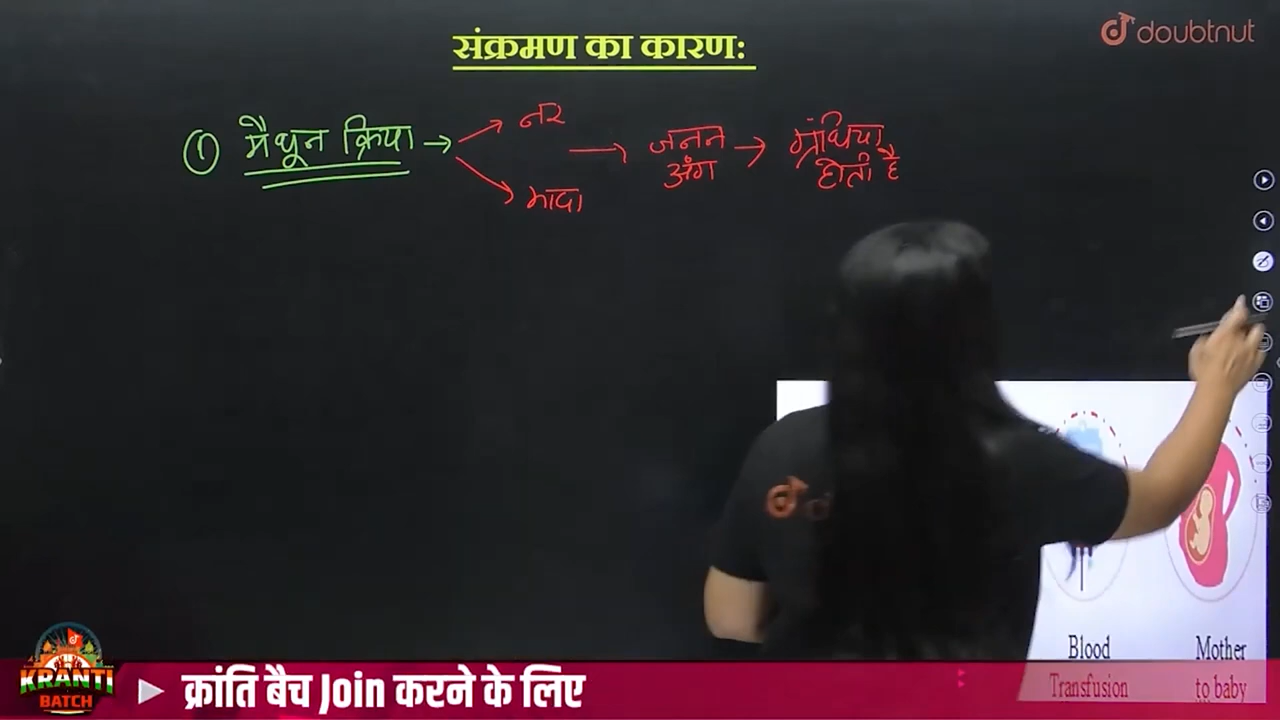 संक्रमण का कारण:
doubtnut
① मैथुन क्रिया → नर → जनन → ग्रंथिया
अंग होती है
मादा
Blood Mother
Transfusion to baby
KRANTI
BATCH
क्रांति बैच Join करने के लिए